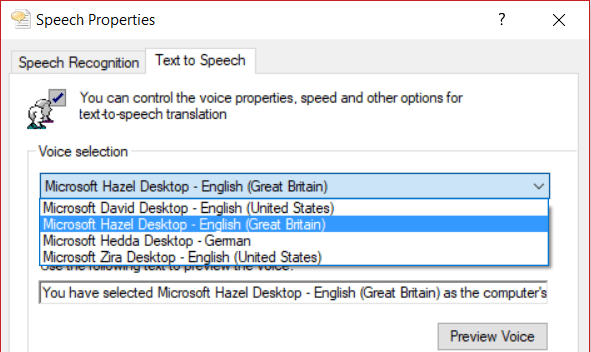 Speech Properties
?
Speech Recognition
Text to Speech
You can control the voice properties, speed and other options for
text-to-speech translation
Voice selection
Microsoft Hazel Desktop - English (Great Britain)
Microsoft David Desktop - English (United States)
Microsoft Hazel Desktop - English (Great Britain)
Microsoft Hedda Desktop - German
Microsoft Zira Desktop - English (United States)
Use the following text to preview the voice:
You have selected Microsoft Hazel Desktop - English (Great Britain) as the computer's
Preview Voice